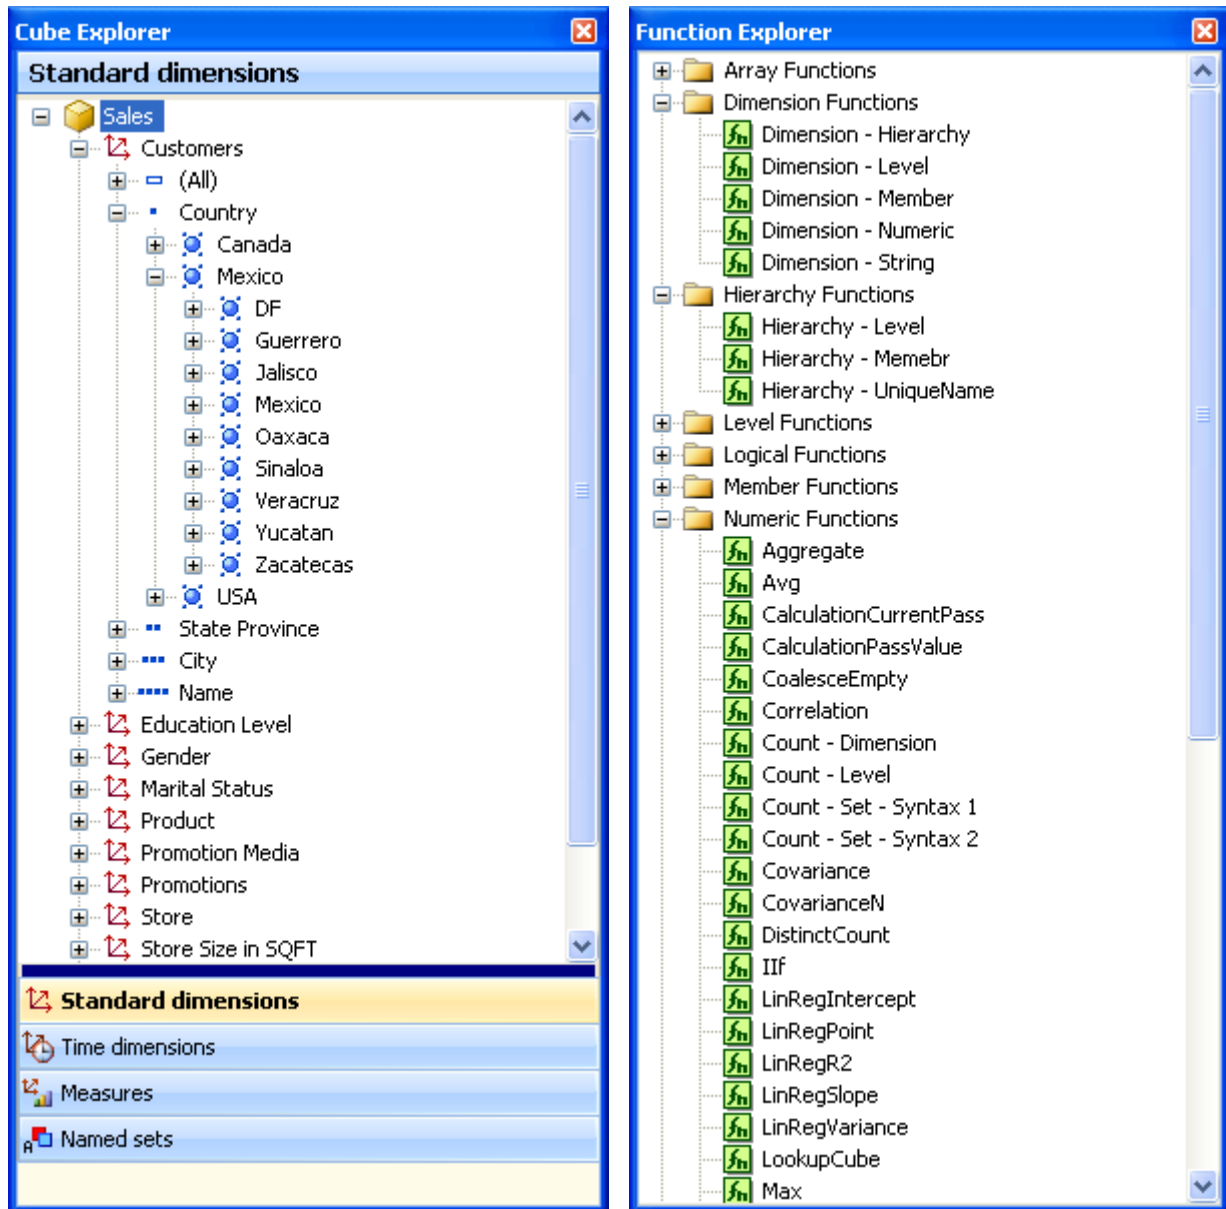 Cube Explorer
Standard dimensions
Sales
Customers
(All)
Country
Canada
Mexico
DF
Guerrero
Jalisco
Mexico
Oaxaca
Sinaloa
Veracruz
Yucatan
Zacatecas
USA
State Province
City
Name
Education Level
Gender
Marital Status
Product
Promotion Media
Promotions
Store
Store Size in SQFT
Standard dimensions
Time dimensions
Measures
Named sets
Function Explorer
Array Functions
Dimension Functions
Dimension - Hierarchy
Dimension - Level
Dimension - Member
Dimension - Numeric
Dimension - String
Hierarchy Functions
Hierarchy - Level
Hierarchy - Memebr
Hierarchy - UniqueName
Level Functions
Logical Functions
Member Functions
Numeric Functions
Aggregate
Avg
CalculationCurrentPass
CalculationPassValue
CoalesceEmpty
Correlation
Count - Dimension
Count - Level
Count - Set - Syntax 1
Count - Set - Syntax 2
Covariance
CovarianceN
DistinctCount
IIf
LinRegIntercept
LinRegPoint
LinRegR2
LinRegSlope
LinRegVariance
LookupCube
Max